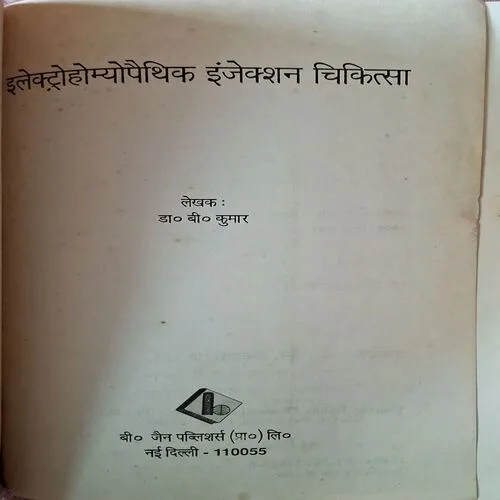 इलेक्ट्रोहोम्योपैथिक इंजेक्शन चिकित्सा
लेखक :
डा० बी० कुमार
बी० जैन पब्लिशर्स (प्रा०) लि०
नई दिल्ली - 110055